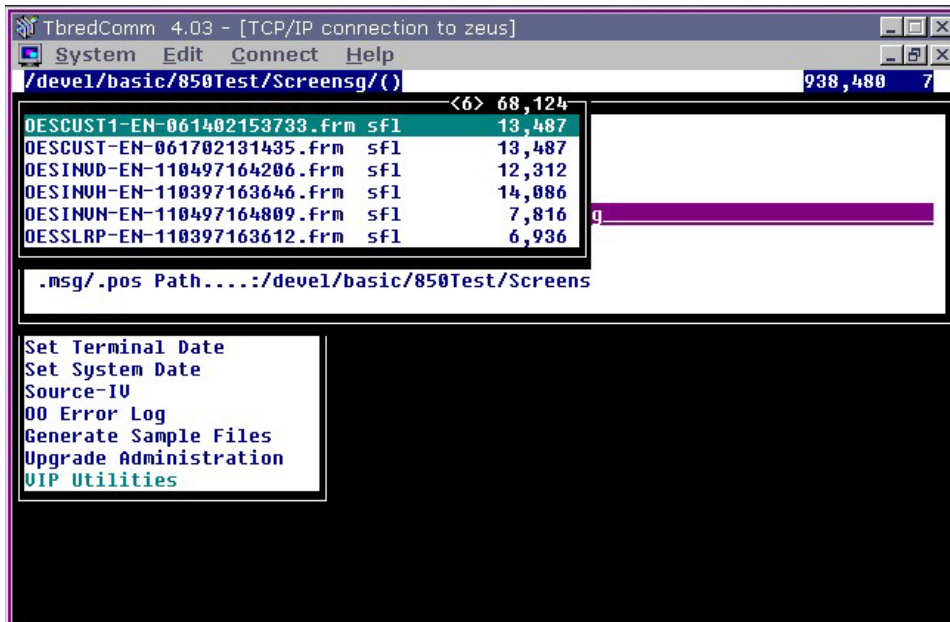 TbredComm 4.03 - [TCP/IP connection to zeus]
System Edit Connect Help
/devel/basic/850Test/Screensg/() 938,480 7
<6> 68,124
OESCUST1-EN-061402153733.frm sfl 13,487
OESCUST-EN-061702131435.frm sfl 13,487
OESINVD-EN-110497164206.frm sfl 12,312
OESINVH-EN-110397163646.frm sfl 14,086
OESINVN-EN-110497164809.frm sfl 7,816
g
OESSLRP-EN-110397163612.frm sfl 6,936
.msg/.pos Path....:/devel/basic/850Test/Screens
Set Terminal Date
Set System Date
Source-IV
OO Error Log
Generate Sample Files
Upgrade Administration
VIP Utilities